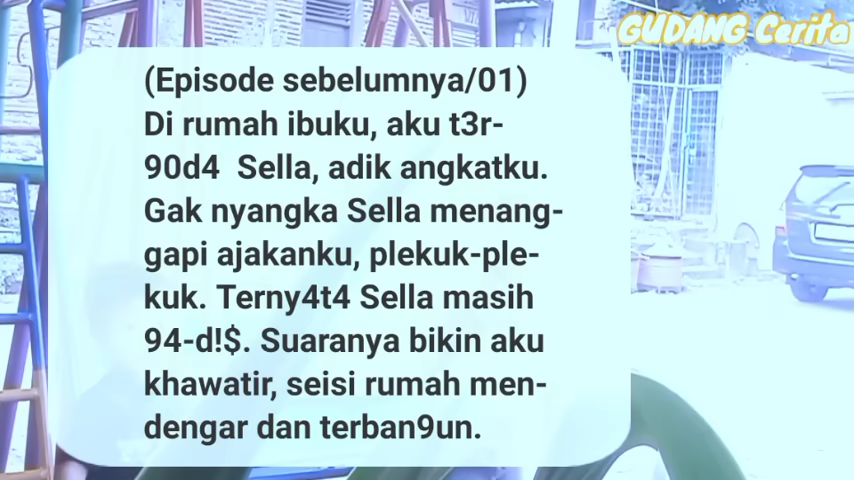 GUDANG Cerita
(Episode sebelumnya/01)
Di rumah ibuku, aku t3r-
90d4 Sella, adik angkatku.
Gak nyangka Sella menang-
gapi ajakanku, plekuk-ple-
kuk. Terny4t4 Sella masih
94-d!$. Suaranya bikin aku
khawatir, seisi rumah men-
dengar dan terban9un.